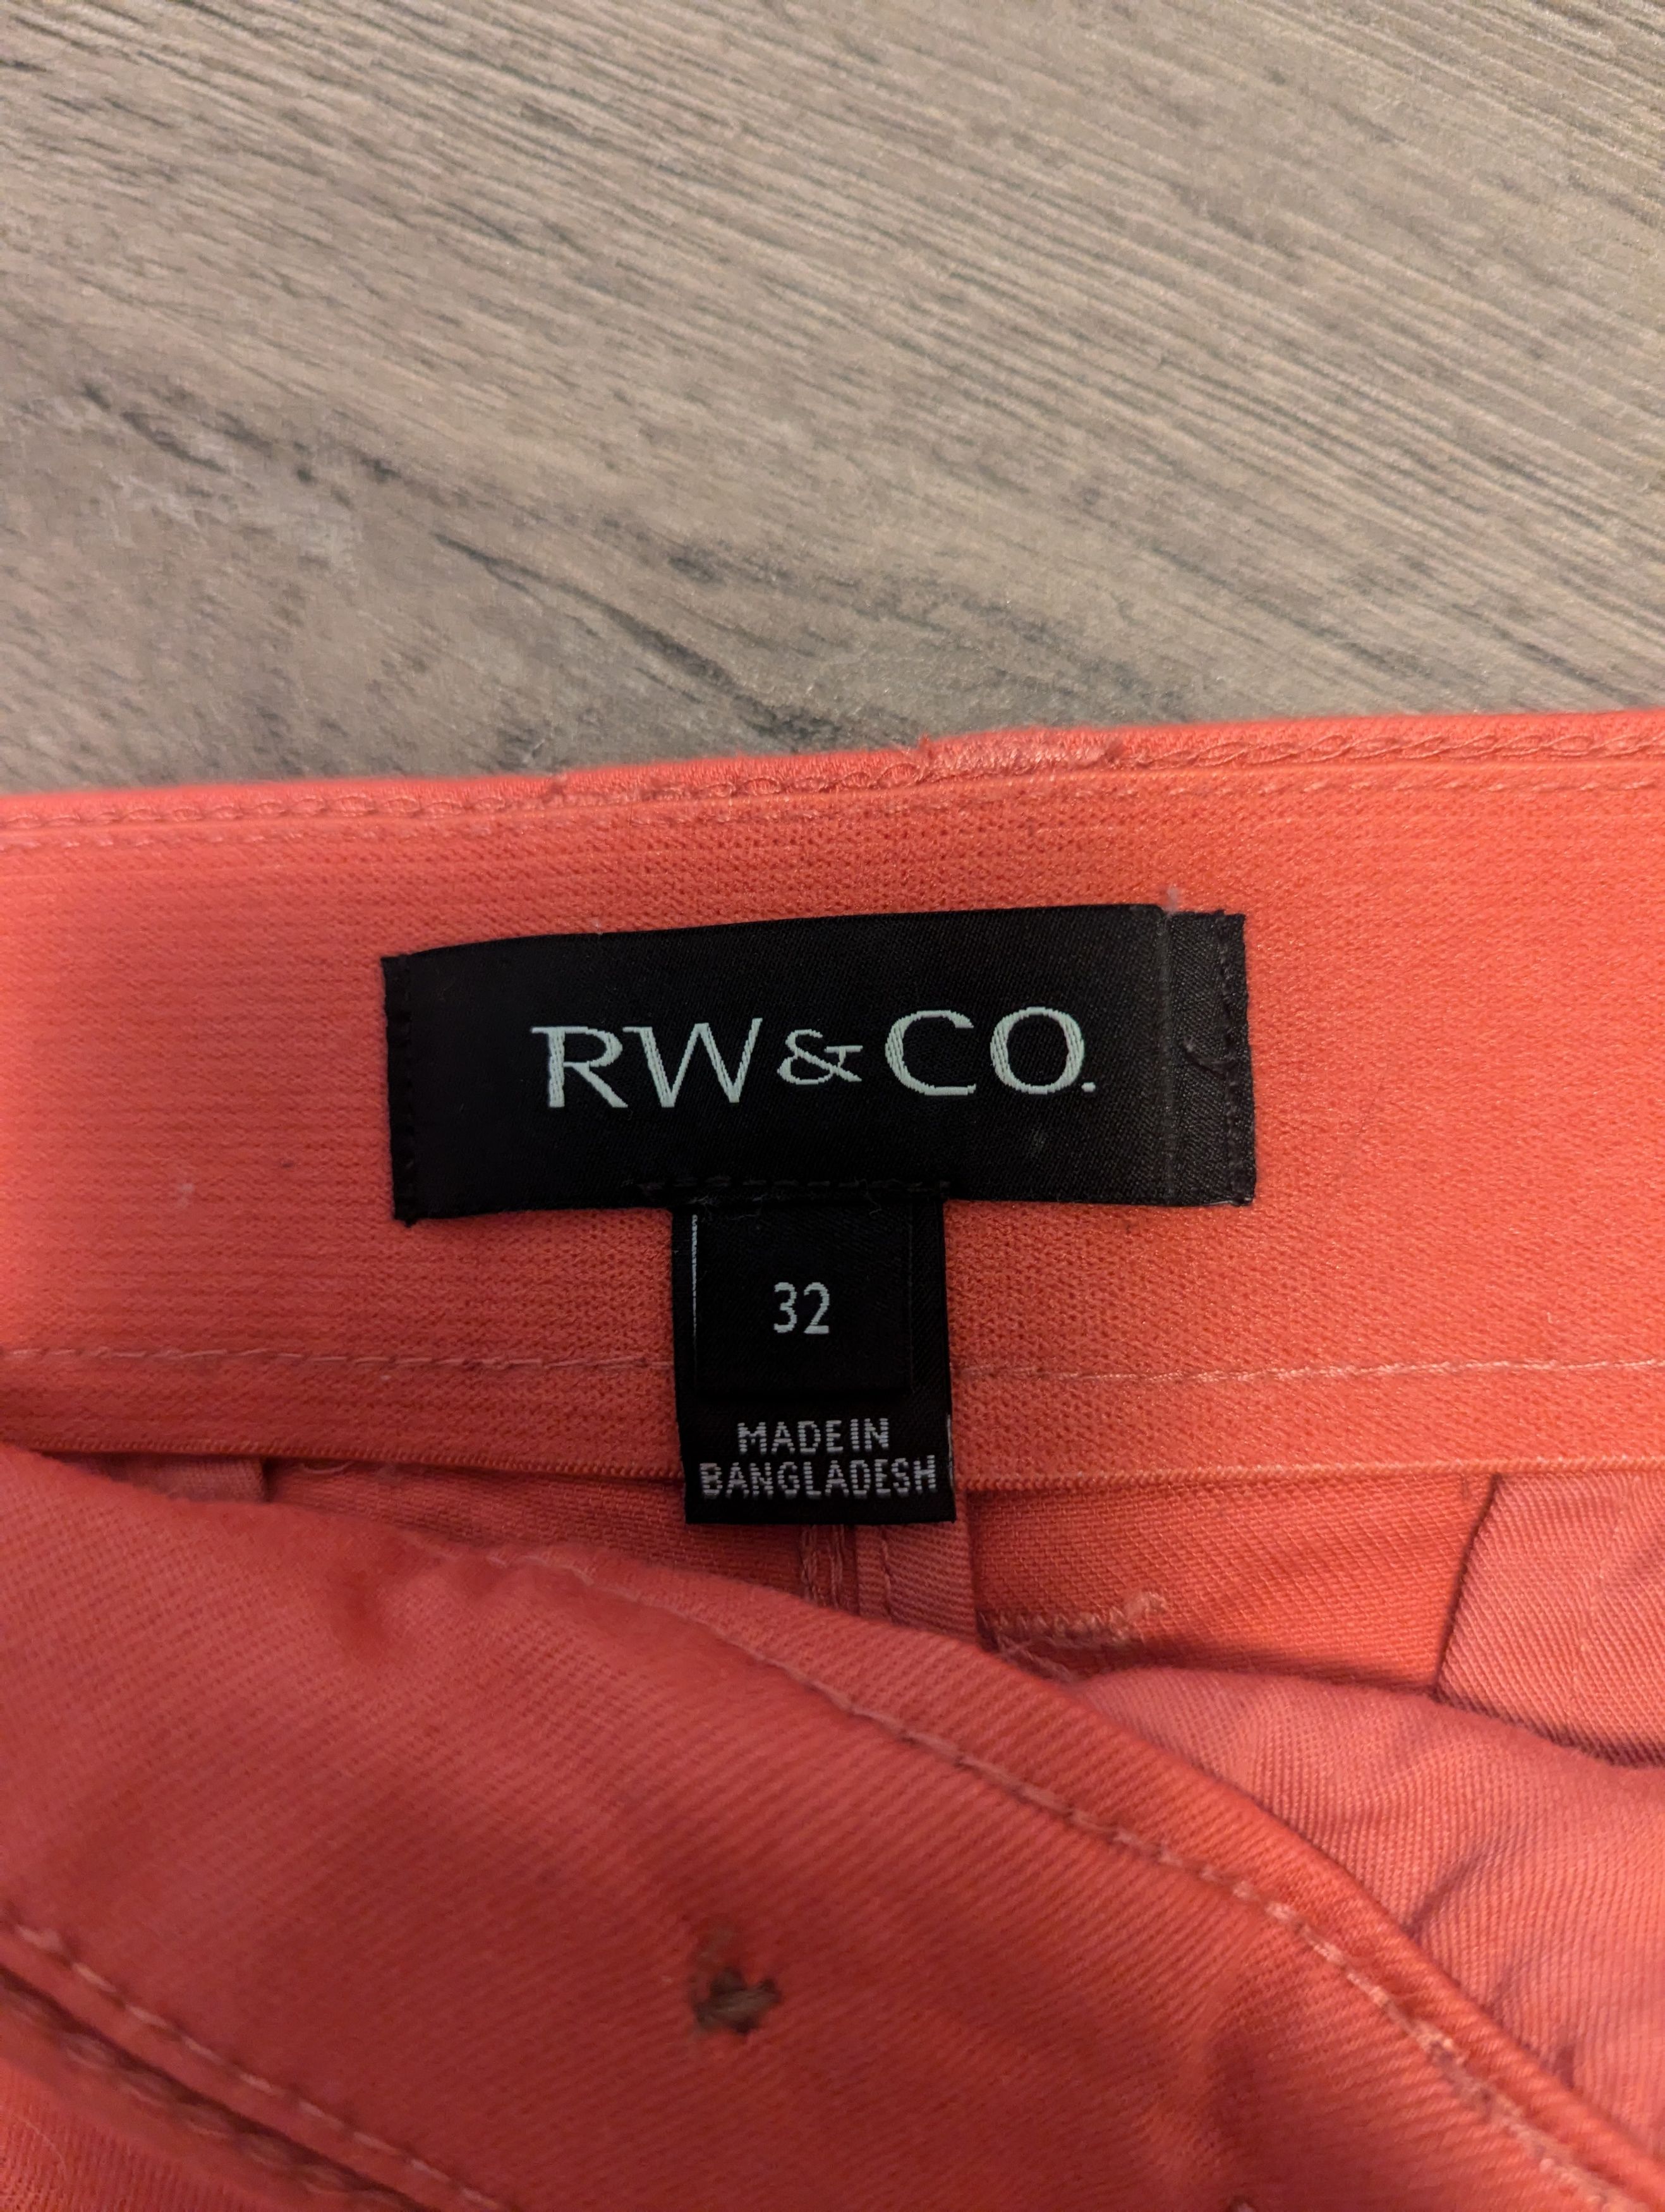 RW & CO.
32
MADE IN
BANGLADESH